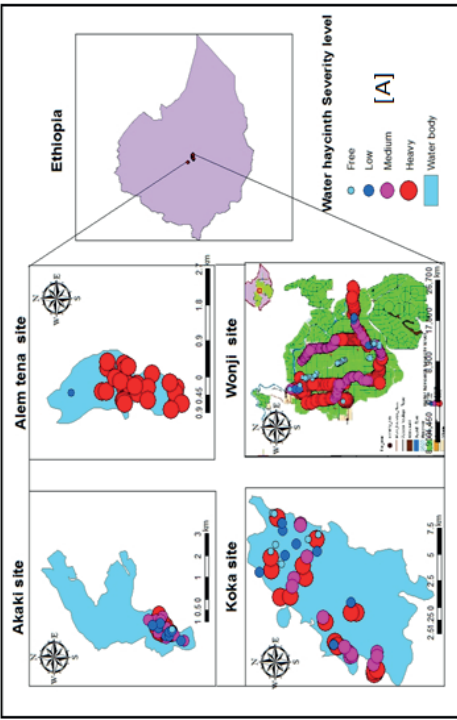 Akaki site
Alem tena site
Ethiopia
N
E
S
W
1 0.5 0 1 2 3
km
N
E
S
W
0.9 0.45 0 0.9 1.8 2.7
km
Koka site
Wonji site
Water haycinth Severity level
[A]
Free
Low
Medium
Heavy
Water body
N
E
S
W
2.5 1.25 0 2.5 5 7.5
km
N
E
S
W